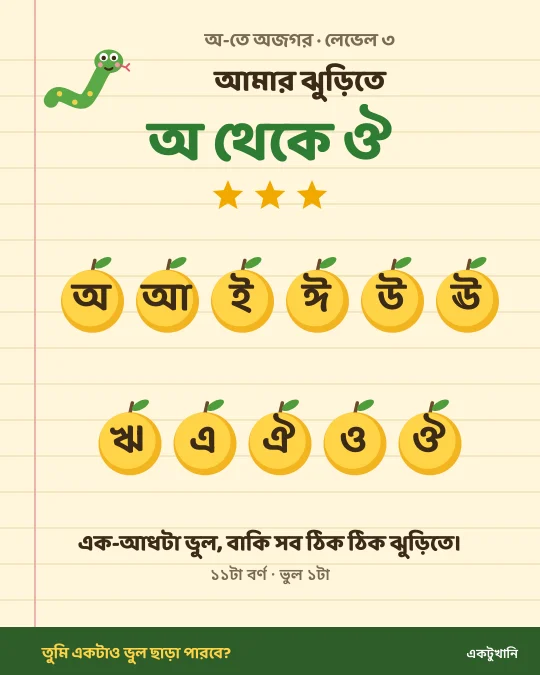 অ-তে অজগর · লেভেল ৩
আমার ঝুড়িতে
অ থেকে ঔ
অ আ ই ঈ উ ঊ
ঋ এ ঐ ও ঔ
এক-আধটা ভুল, বাকি সব ঠিক ঠিক ঝুড়িতে।
১১টা বর্ণ · ভুল ১টা
তুমি একটাও ভুল ছাড়া পারবে?
একটুখানি